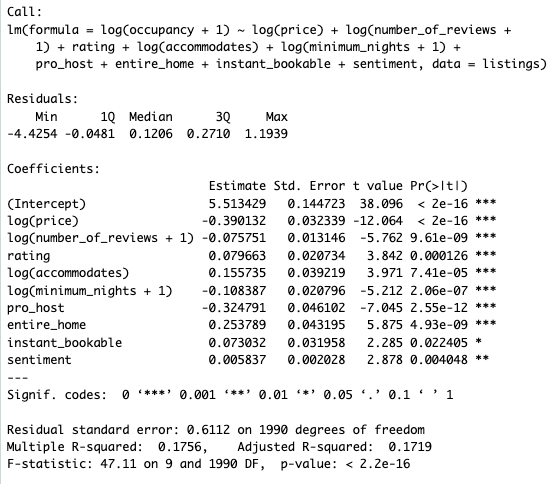 Call:
lm(formula = log(occupancy + 1) ~ log(price) + log(number_of_reviews +
    1) + rating + log(accommodates) + log(minimum_nights + 1) +
    pro_host + entire_home + instant_bookable + sentiment, data = listings)

Residuals:
    Min      1Q  Median      3Q     Max
-4.4254 -0.0481  0.1206  0.2710  1.1939

Coefficients:
                            Estimate Std. Error t value Pr(>|t|)
(Intercept)                 5.513429   0.144723  38.096  < 2e-16 ***
log(price)                 -0.390132   0.032339 -12.064  < 2e-16 ***
log(number_of_reviews + 1) -0.075751   0.013146  -5.762 9.61e-09 ***
rating                      0.079663   0.020734   3.842 0.000126 ***
log(accommodates)           0.155735   0.039219   3.971 7.41e-05 ***
log(minimum_nights + 1)    -0.108387   0.020796  -5.212 2.06e-07 ***
pro_host                   -0.324791   0.046102  -7.045 2.55e-12 ***
entire_home                 0.253789   0.043195   5.875 4.93e-09 ***
instant_bookable            0.073032   0.031958   2.285 0.022405 *
sentiment                   0.005837   0.002028   2.878 0.004048 **
---
Signif. codes:  0 ‘***’ 0.001 ‘**’ 0.01 ‘*’ 0.05 ‘.’ 0.1 ‘ ’ 1

Residual standard error: 0.6112 on 1990 degrees of freedom
Multiple R-squared:  0.1756,    Adjusted R-squared:  0.1719
F-statistic: 47.11 on 9 and 1990 DF,  p-value: < 2.2e-16